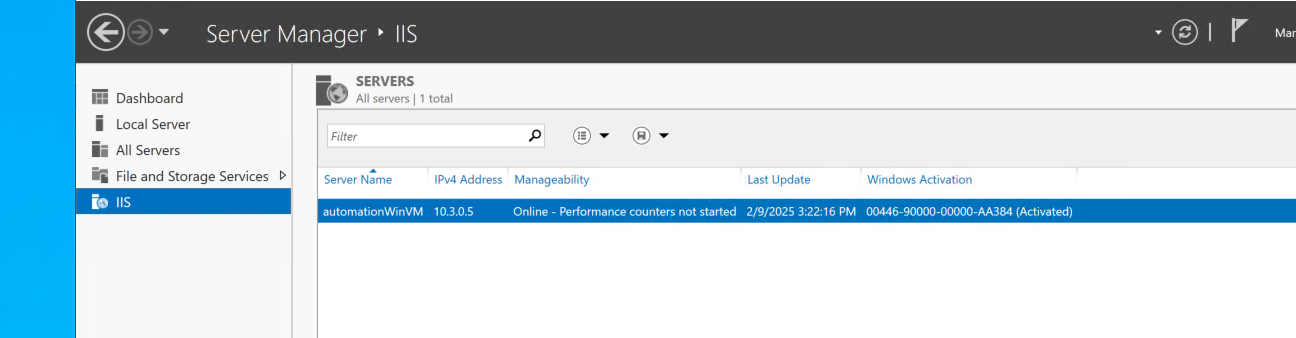 Server Manager ‣ IIS
Dashboard
Local Server
All Servers
File and Storage Services
IIS
SERVERS
All servers | 1 total
Filter
Server Name IPv4 Address Manageability Last Update Windows Activation
automationWinVM 10.3.0.5 Online - Performance counters not started 2/9/2025 3:22:16 PM 00446-90000-00000-AA384 (Activated)